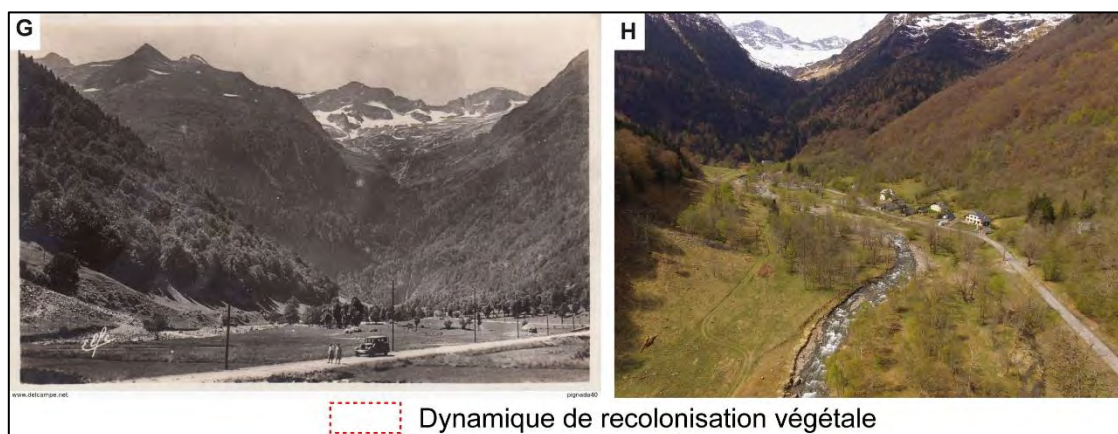 G
H
www.delcampe.net
pignada40
Dynamique de recolonisation végétale